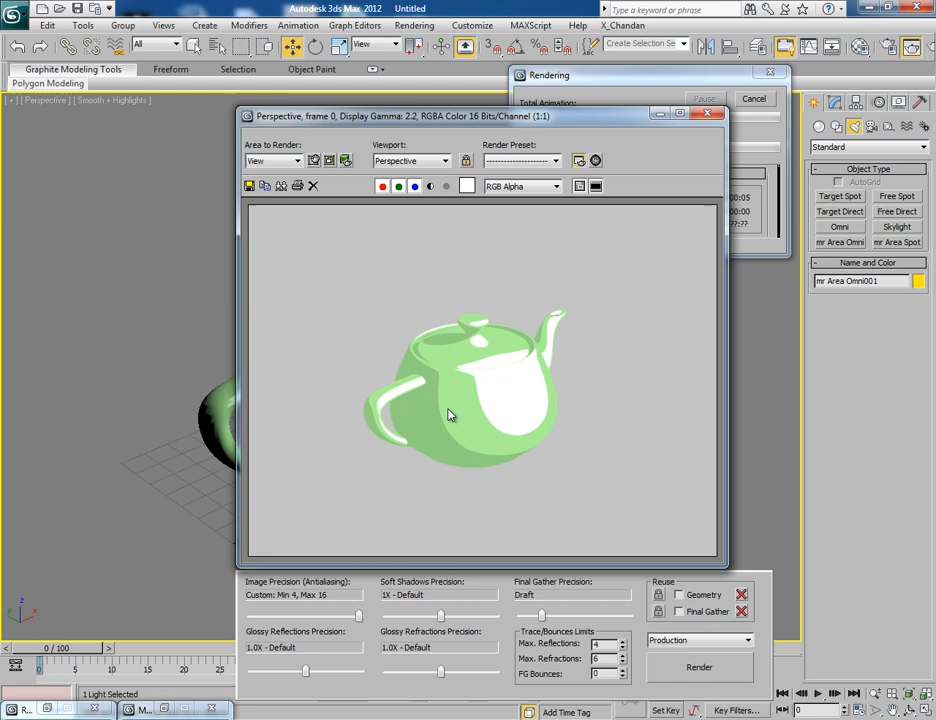 Autodesk 3ds Max 2012 Untitled
Type a keyword or phrase
Edit Tools Group Views Create Modifiers Animation Graph Editors Rendering Customize MAXScript Help X_Chandan
All View Create Selection Se
Graphite Modeling Tools Freeform Selection Object Paint
Polygon Modeling
[ + ] [ Perspective ] [ Smooth + Highlights ]
Rendering
Total Animation:
Pause Cancel
Perspective, frame 0, Display Gamma: 2.2, RGBA Color 16 Bits/Channel (1:1)
Area to Render: Viewport: Render Preset:
View Perspective
RGB Alpha
00:05
00:00
??:??
Standard
- Object Type
AutoGrid
Target Spot Free Spot
Target Direct Free Direct
Omni Skylight
mr Area Omni mr Area Spot
- Name and Color
mr Area Omni001
Image Precision (Antialiasing): Soft Shadows Precision: Final Gather Precision: Reuse
Custom: Min 4, Max 16 1X - Default Draft Geometry
Final Gather
Glossy Reflections Precision: Glossy Refractions Precision: Trace/Bounces Limits
1.0X - Default 1.0X - Default Max. Reflections: 4 Production
Max. Refractions: 6
FG Bounces: 0 Render
z
y
x
0 / 100
0 5 10 15 20 25
1 Light Selected
R... M...
Add Time Tag Set Key Key Filters... 0